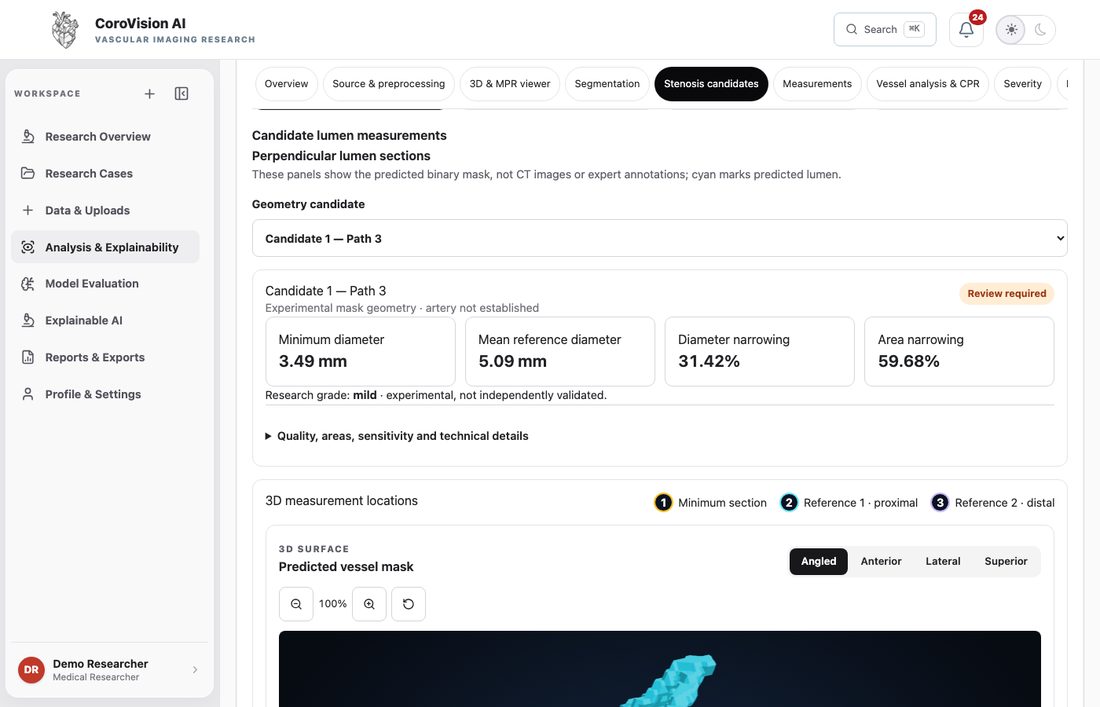 CoroVision AI
VASCULAR IMAGING RESEARCH
Search ⌘K
24
WORKSPACE
Research Overview
Research Cases
Data & Uploads
Analysis & Explainability
Model Evaluation
Explainable AI
Reports & Exports
Profile & Settings
DR
Demo Researcher
Medical Researcher
Overview
Source & preprocessing
3D & MPR viewer
Segmentation
Stenosis candidates
Measurements
Vessel analysis & CPR
Severity
Candidate lumen measurements
Perpendicular lumen sections
These panels show the predicted binary mask, not CT images or expert annotations; cyan marks predicted lumen.
Geometry candidate
Candidate 1 — Path 3
Candidate 1 — Path 3
Experimental mask geometry · artery not established
Review required
Minimum diameter
3.49 mm
Mean reference diameter
5.09 mm
Diameter narrowing
31.42%
Area narrowing
59.68%
Research grade: mild · experimental, not independently validated.
Quality, areas, sensitivity and technical details
3D measurement locations
1 Minimum section
2 Reference 1 · proximal
3 Reference 2 · distal
3D SURFACE
Predicted vessel mask
Angled
Anterior
Lateral
Superior
100%